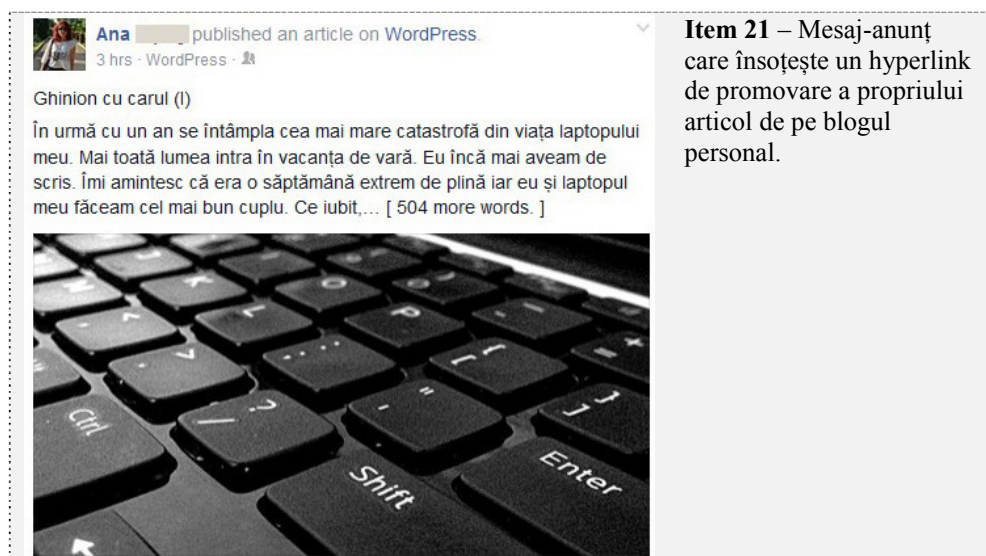 Ana published an article on WordPress.
3 hrs · WordPress ·
Ghinion cu carul (I)
În urmă cu un an se întâmpla cea mai mare catastrofă din viața laptopului
meu. Mai toată lumea intra în vacanța de vară. Eu încă mai aveam de
scris. Îmi amintesc că era o săptămână extrem de plină iar eu și laptopul
meu făceam cel mai bun cuplu. Ce iubit,… [ 504 more words. ]
Item 21 – Mesaj-anunț
care însoțește un hyperlink
de promovare a propriului
articol de pe blogul
personal.
M J K I O P - _
L { [ + =
< , > . : ; } ]
? / " '
Ctrl
Shift
Enter